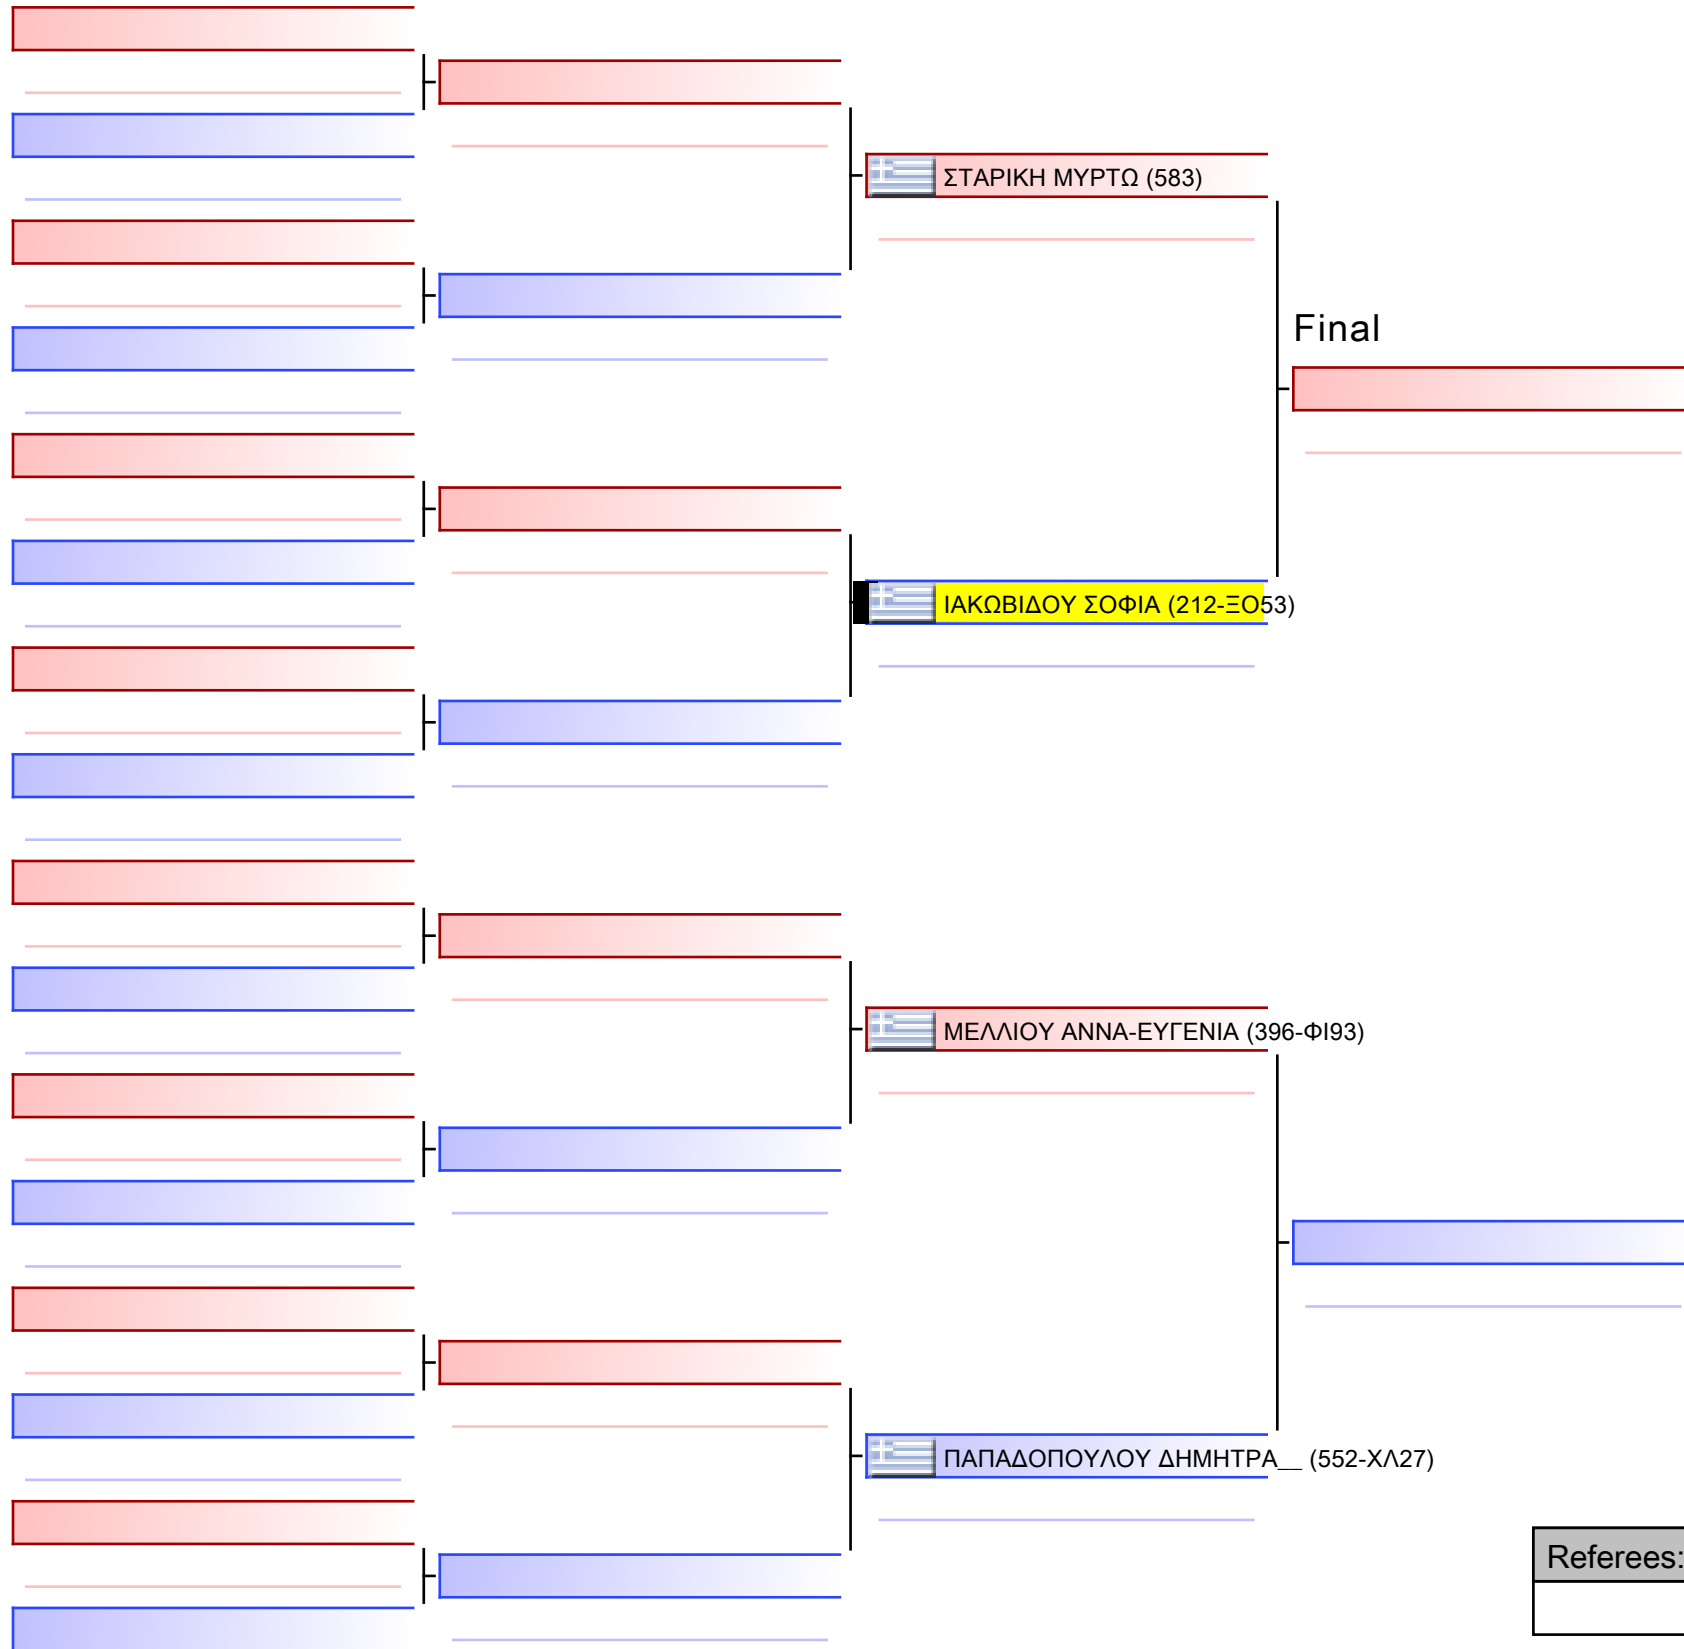 ΣΤΑΡΙΚΗ ΜΥΡΤΩ (583)
Final
ΙΑΚΩΒΙΔΟΥ ΣΟΦΙΑ (212-ΞΟ53)
ΜΕΛΛΙΟΥ ΑΝΝΑ-ΕΥΓΕΝΙΑ (396-ΦΙ93)
ΠΑΠΑΔΟΠΟΥΛΟΥ ΔΗΜΗΤΡΑ__ (552-ΧΛ27)
Referees: